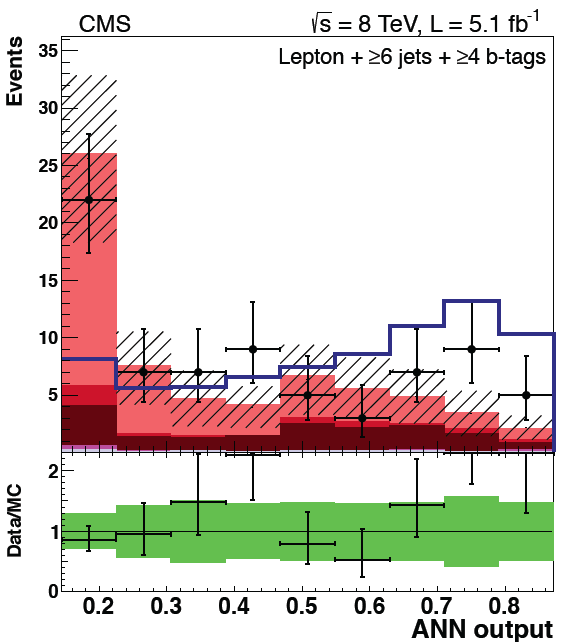 CMS √s = 8 TeV, L = 5.1 fb⁻¹
Lepton + ≥6 jets + ≥4 b-tags
Events
35
30
25
20
15
10
5
Data/MC
2
1
0
0.2 0.3 0.4 0.5 0.6 0.7 0.8
ANN output